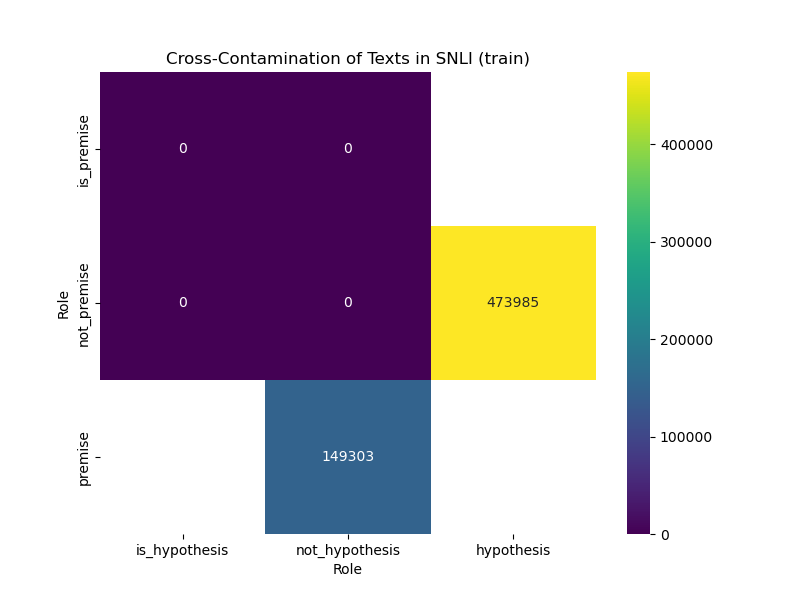 Cross-Contamination of Texts in SNLI (train)
is_premise
0
0
400000
300000
Role
not_premise
0
0
473985
200000
100000
premise
149303
0
is_hypothesis
not_hypothesis
hypothesis
Role